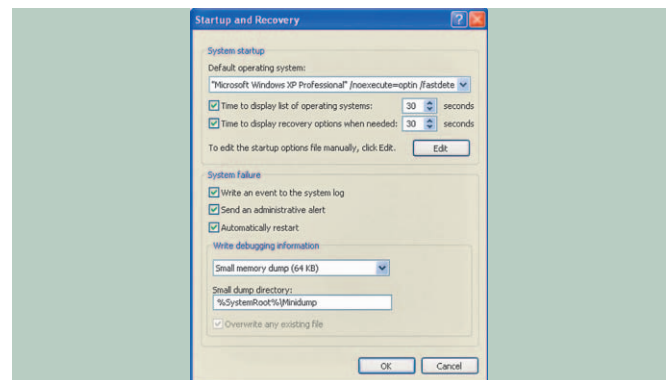 Startup and Recovery
System startup
Default operating system:
"Microsoft Windows XP Professional" /noexecute=optin /fastdete
Time to display list of operating systems: 30 seconds
Time to display recovery options when needed: 30 seconds
To edit the startup options file manually, click Edit. Edit
System failure
Write an event to the system log
Send an administrative alert
Automatically restart
Write debugging information
Small memory dump (64 KB)
Small dump directory:
%SystemRoot%\Minidump
Overwrite any existing file
OK Cancel